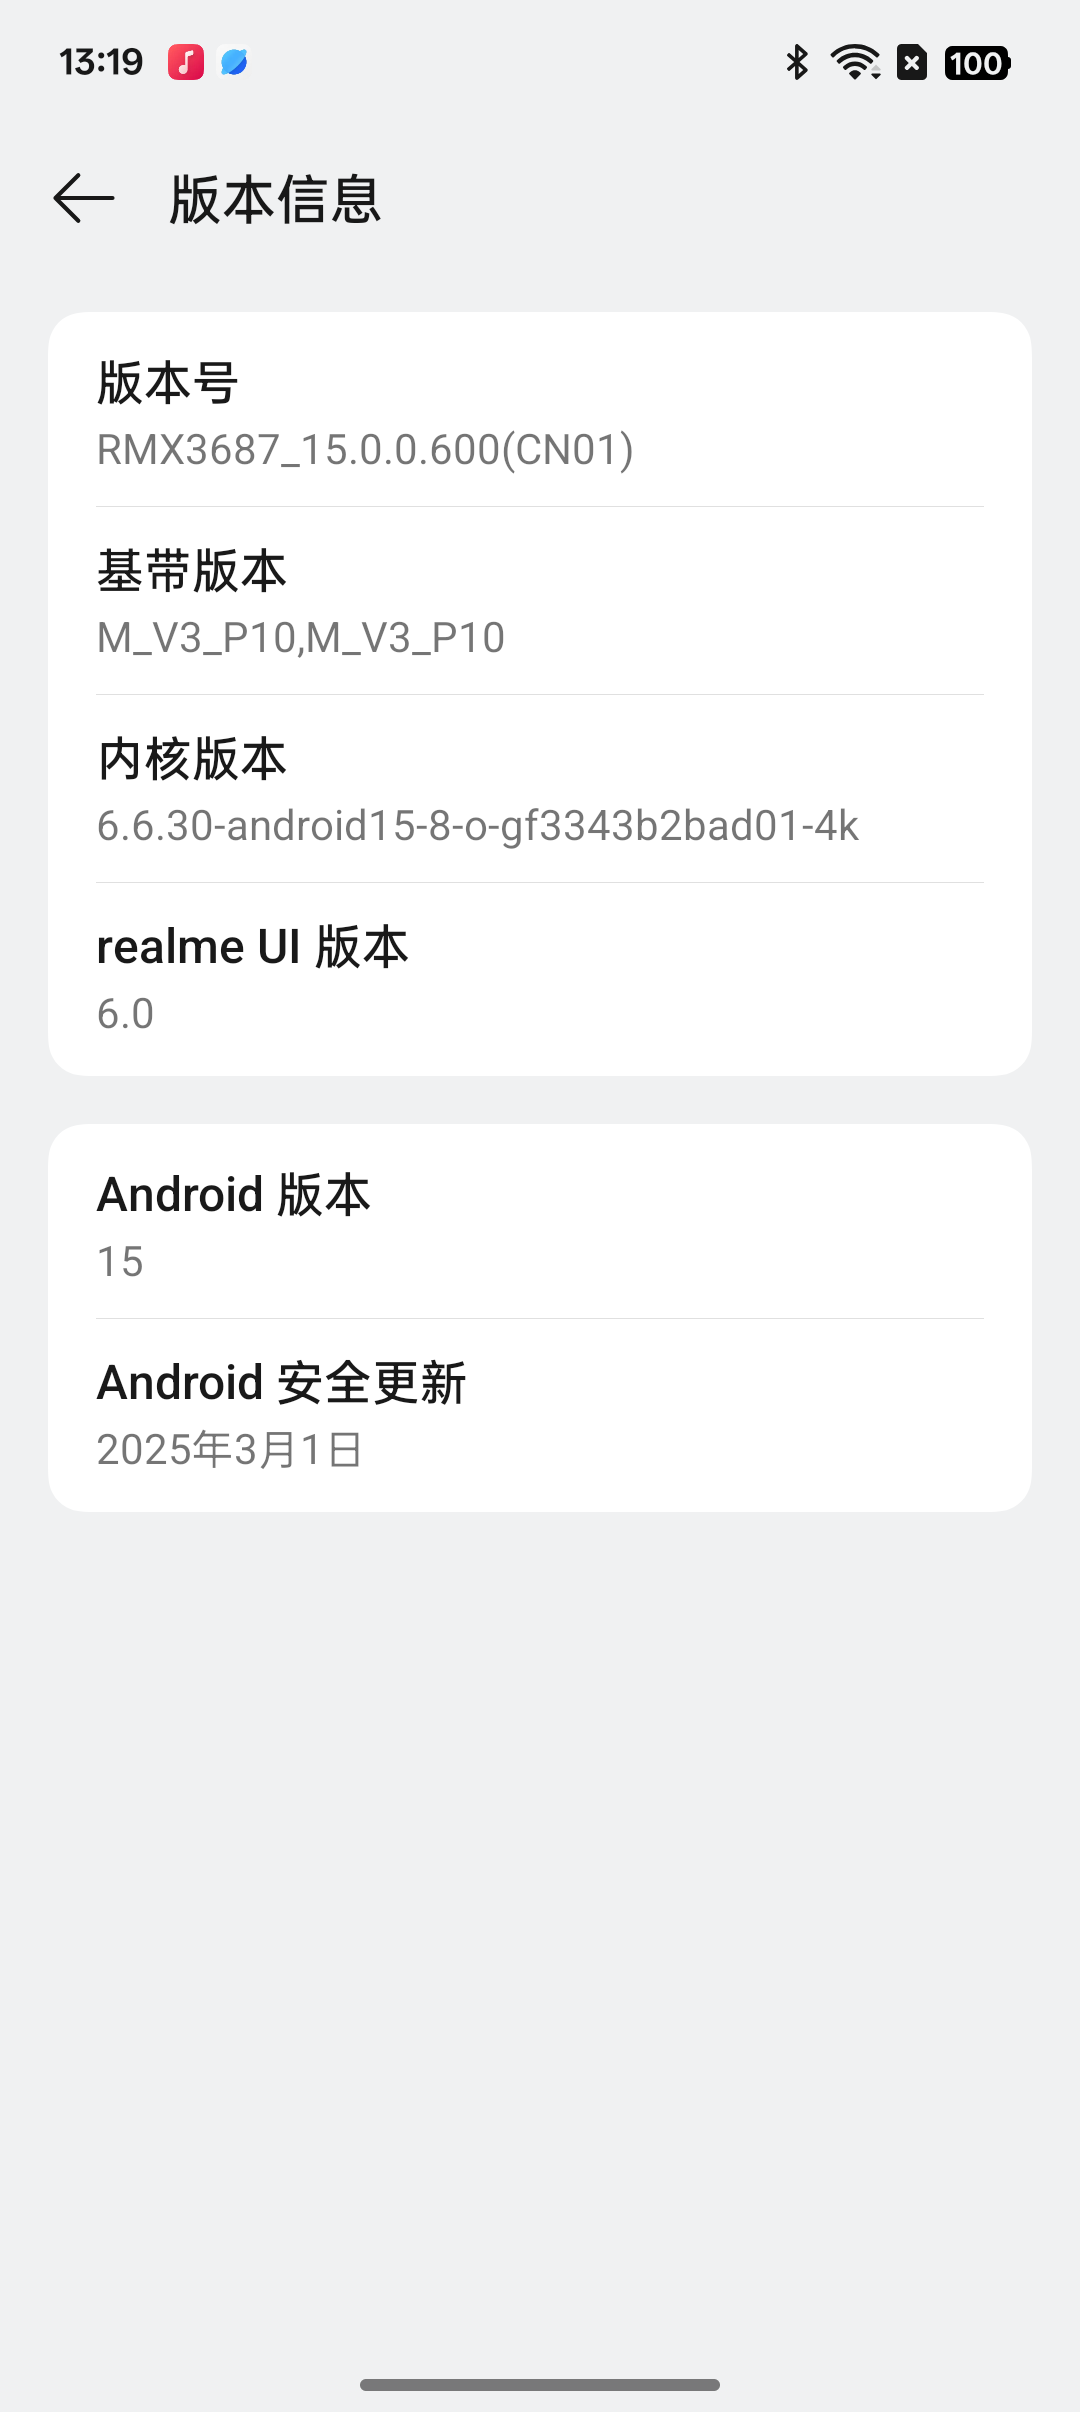 13:19
100
版本信息
版本号
RMX3687_15.0.0.600(CN01)
基带版本
M_V3_P10,M_V3_P10
内核版本
6.6.30-android15-8-o-gf3343b2bad01-4k
realme UI 版本
6.0
Android 版本
15
Android 安全更新
2025年3月1日